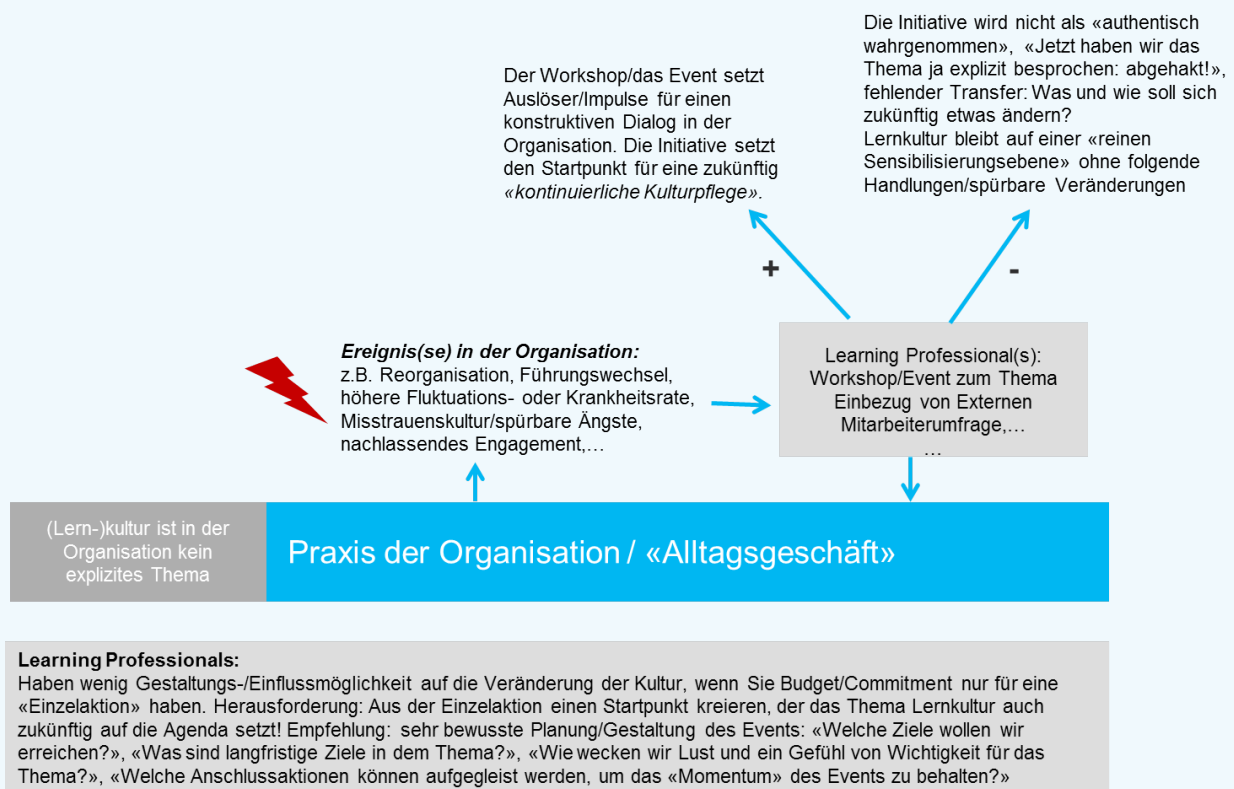 Die Initiative wird nicht als «authentisch
wahrgenommen», «Jetzt haben wir das
Thema ja explizit besprochen: abgehakt!»,
fehlender Transfer: Was und wie soll sich
zukünftig etwas ändern?
Lernkultur bleibt auf einer «reinen
Sensibilisierungsebene» ohne folgende
Handlungen/spürbare Veränderungen
Der Workshop/das Event setzt
Auslöser/Impulse für einen
konstruktiven Dialog in der
Organisation. Die Initiative setzt
den Startpunkt für eine zukünftig
«kontinuierliche Kulturpflege».
+
-
Ereignis(se) in der Organisation:
z.B. Reorganisation, Führungswechsel,
höhere Fluktuations- oder Krankheitsrate,
Misstrauenskultur/spürbare Ängste,
nachlassendes Engagement,…
Learning Professional(s):
Workshop/Event zum Thema
Einbezug von Externen
Mitarbeiterumfrage,…
…
(Lern-)kultur ist in der
Organisation kein
explizites Thema
Praxis der Organisation / «Alltagsgeschäft»
Learning Professionals:
Haben wenig Gestaltungs-/Einflussmöglichkeit auf die Veränderung der Kultur, wenn Sie Budget/Commitment nur für eine
«Einzelaktion» haben. Herausforderung: Aus der Einzelaktion einen Startpunkt kreieren, der das Thema Lernkultur auch
zukünftig auf die Agenda setzt! Empfehlung: sehr bewusste Planung/Gestaltung des Events: «Welche Ziele wollen wir
erreichen?», «Was sind langfristige Ziele in dem Thema?», «Wie wecken wir Lust und ein Gefühl von Wichtigkeit für das
Thema?», «Welche Anschlussaktionen können aufgegleist werden, um das «Momentum» des Events zu behalten?»